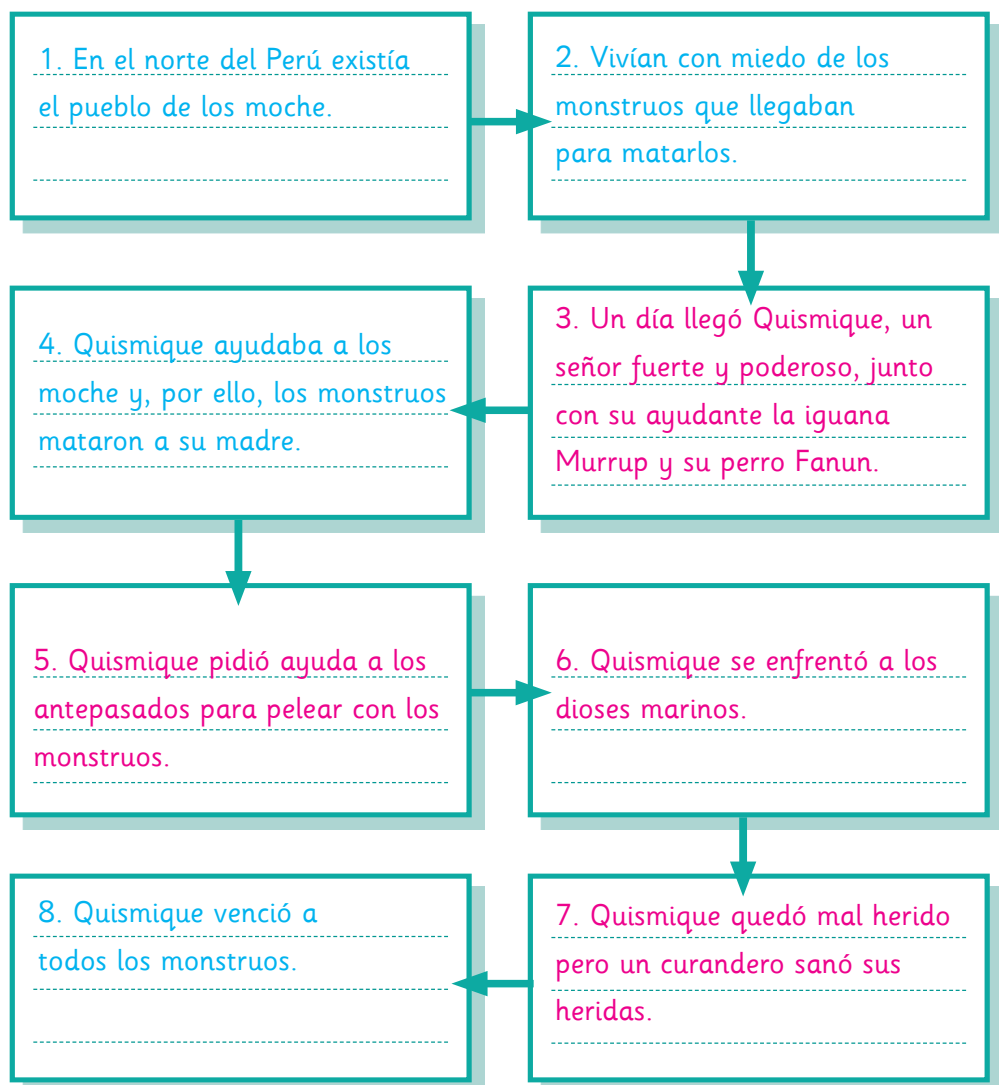 1. En el norte del Perú existía
el pueblo de los moche.
2. Vivían con miedo de los
monstruos que llegaban
para matarlos.
3. Un día llegó Quismique, un
señor fuerte y poderoso, junto
con su ayudante la iguana
Murrup y su perro Fanun.
4. Quismique ayudaba a los
moche y, por ello, los monstruos
mataron a su madre.
5. Quismique pidió ayuda a los
antepasados para pelear con los
monstruos.
6. Quismique se enfrentó a los
dioses marinos.
7. Quismique quedó mal herido
pero un curandero sanó sus
heridas.
8. Quismique venció a
todos los monstruos.